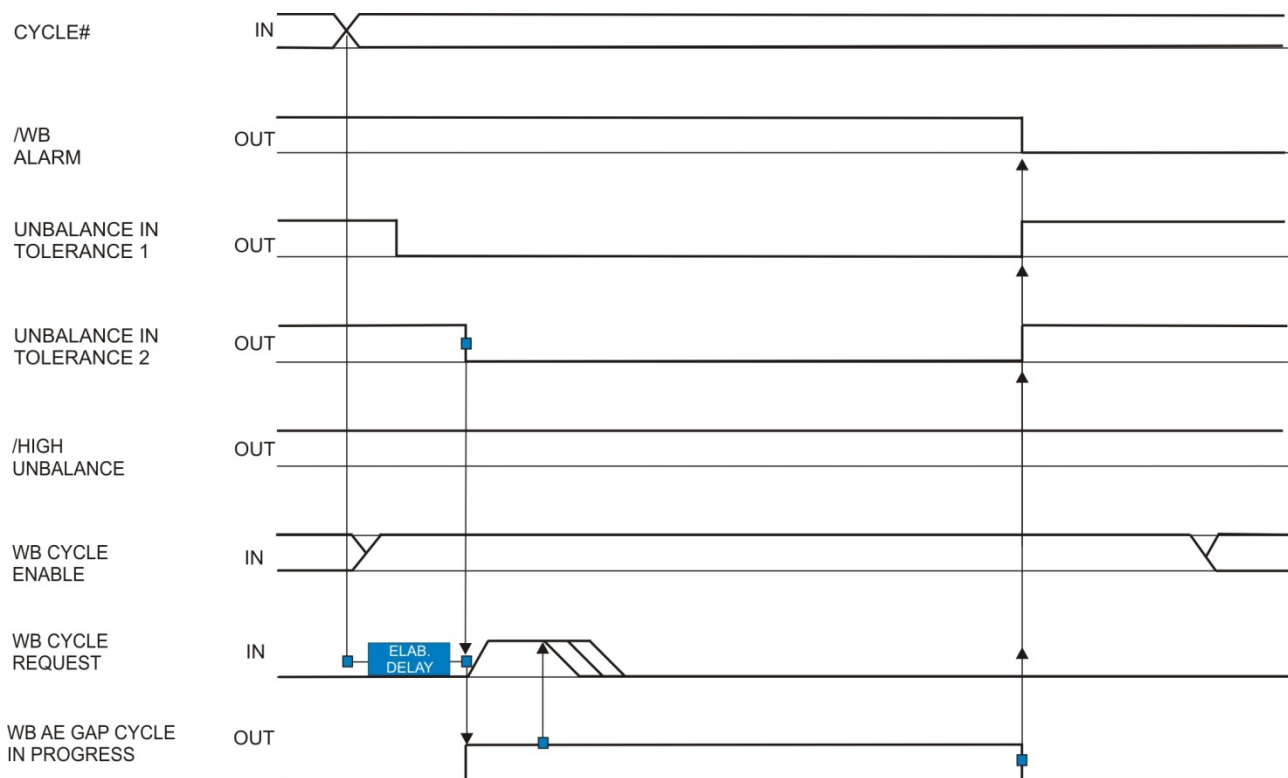 CYCLE# IN
/WB
ALARM
OUT
UNBALANCE IN
TOLERANCE 1
OUT
UNBALANCE IN
TOLERANCE 2
OUT
/HIGH
UNBALANCE
OUT
WB CYCLE
ENABLE
IN
WB CYCLE
REQUEST
IN
ELAB.
DELAY
WB AE GAP CYCLE
IN PROGRESS
OUT